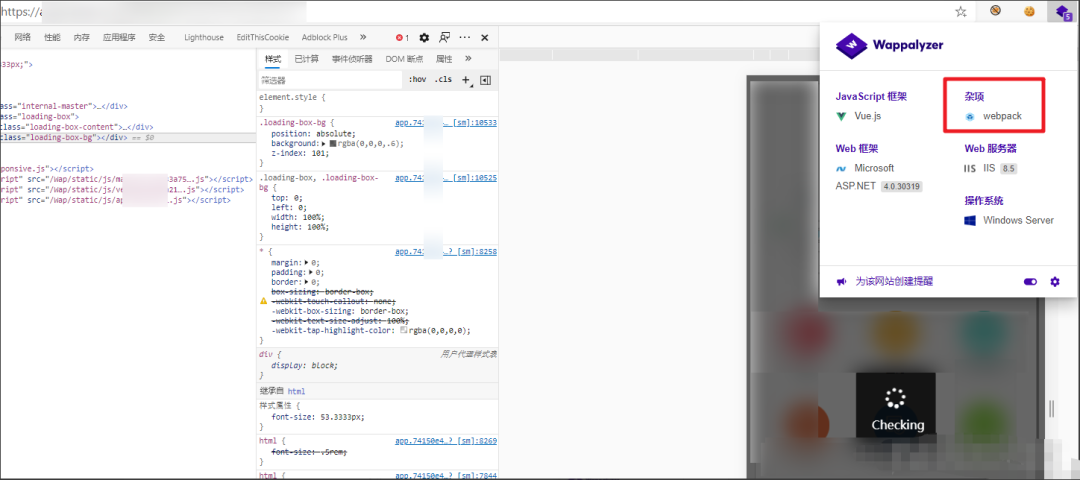 https://a
网络 性能 内存 应用程序 安全 Lighthouse EditThisCookie Adblock Plus 1
33px;">
lass="internal-master">…</div>
lass="loading-box">
class="loading-box-content">…</div>
class="loading-box-bg"></div> == $0
ponsive.js"></script>
ript" src="/wap/static/js/ma 3a75….js"></script>
ript" src="/wap/static/js/ve 21….js"></script>
ript" src="/wap/static/js/ap .js"></script>
样式 已计算 事件侦听器 DOM 断点 属性
筛选器 :hov .cls
element.style {
}
.loading-box-bg { app.741 …_[sm]:10533
position: absolute;
background: rgba(0,0,0,.6);
z-index: 101;
}
.loading-box, .loading-box-bg { app.74 …_[sm]:10525
top: 0;
left: 0;
width: 100%;
height: 100%;
}
* { app.741 …?_[sm]:8258
margin: 0;
padding: 0;
border: 0;
box-sizing: border-box;
-webkit-touch-callout: none;
-webkit-box-sizing: border-box;
-webkit-text-size-adjust: 100%;
-webkit-tap-highlight-color: rgba(0,0,0,0);
}
div { 用户代理样式表
display: block;
}
继承自 html
样式属性 {
font-size: 53.3333px;
}
html { app.74150e4…?_[sm]:8269
font-size: .5rem;
}
html { app.74150e4…?_[sm]:7844
5
Wappalyzer
JavaScript 框架
Vue.js
Web 框架
Microsoft
ASP.NET 4.0.30319
杂项
webpack
Web 服务器
IIS IIS 8.5
操作系统
Windows Server
为该网站创建提醒
Checking